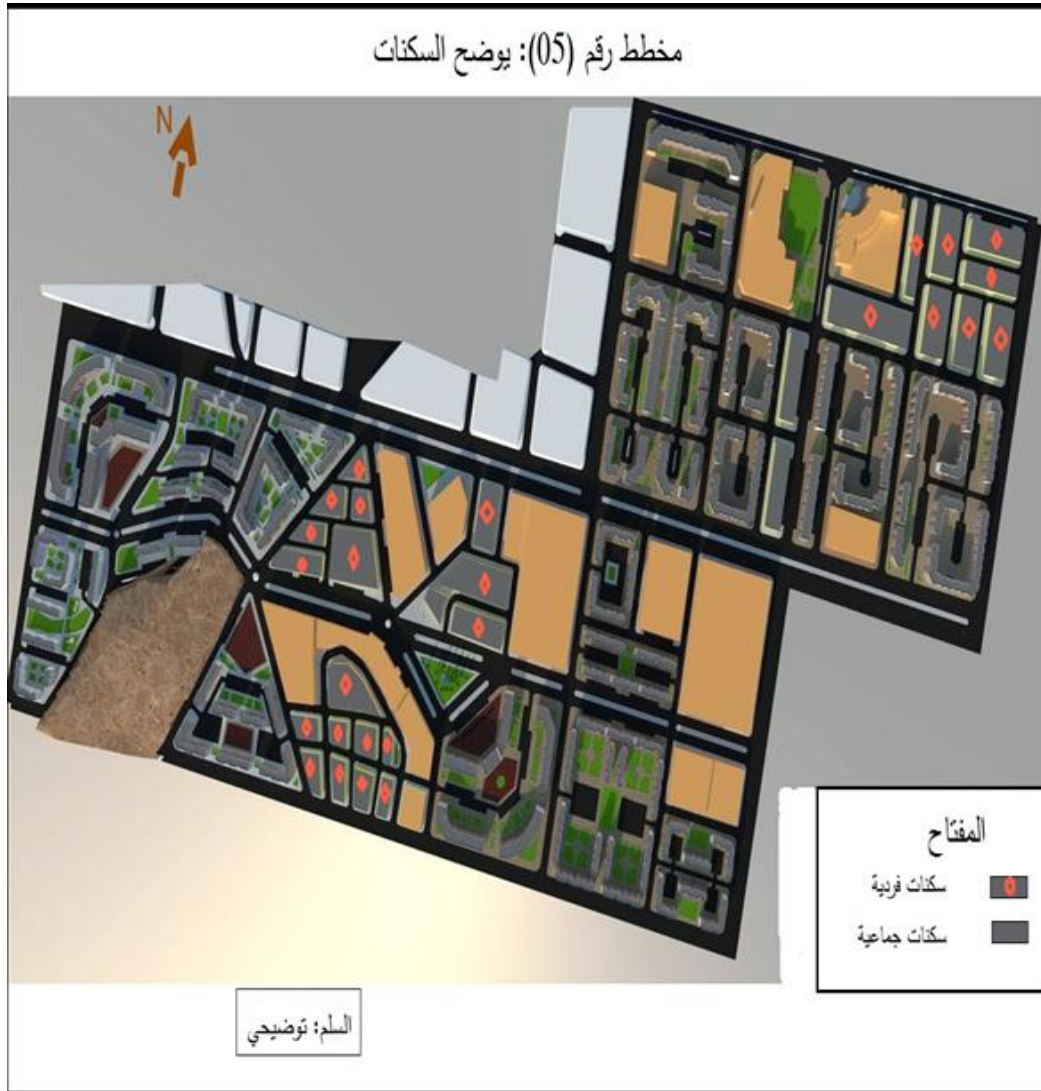 مخطط رقم (05): يوضح السكنات
N
المفتاح
سكنات فردية
سكنات جماعية
السلم: توضيحي